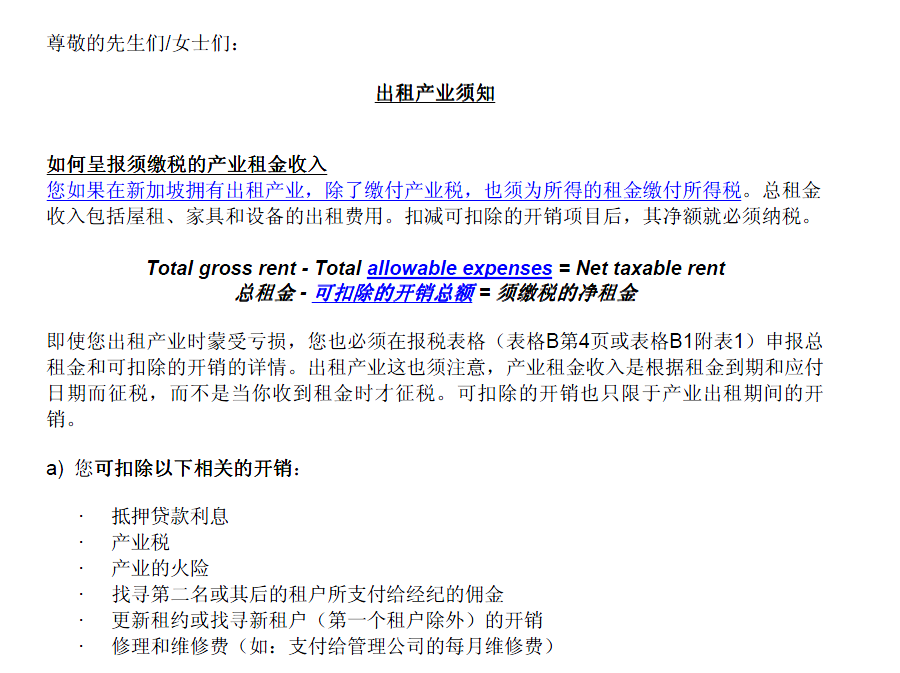 尊敬的先生们/女士们：
出租产业须知
如何呈报须缴税的产业租金收入
您如果在新加坡拥有出租产业，除了缴付产业税，也须为所得的租金缴付所得税。总租金
收入包括屋租、家具和设备的出租费用。扣减可扣除的开销项目后，其净额就必须纳税。
Total gross rent - Total allowable expenses = Net taxable rent
总租金 - 可扣除的开销总额 = 须缴税的净租金
即使您出租产业时蒙受亏损，您也必须在报税表格（表格B第4页或表格B1附表1）申报总
租金和可扣除的开销的详情。出租产业这也须注意，产业租金收入是根据租金到期和应付
日期而征税，而不是当你收到租金时才征税。可扣除的开销也只限于产业出租期间的开
销。
a) 您可扣除以下相关的开销：
· 抵押贷款利息
· 产业税
· 产业的火险
· 找寻第二名或其后的租户所支付给经纪的佣金
· 更新租约或找寻新租户（第一个租户除外）的开销
· 修理和维修费（如：支付给管理公司的每月维修费）